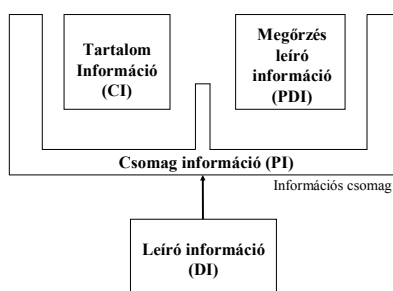 Tartalom
Információ
(CI)
Megőrzés
leíró
információ
(PDI)
Csomag információ (PI)
Információs csomag
Leíró információ
(DI)